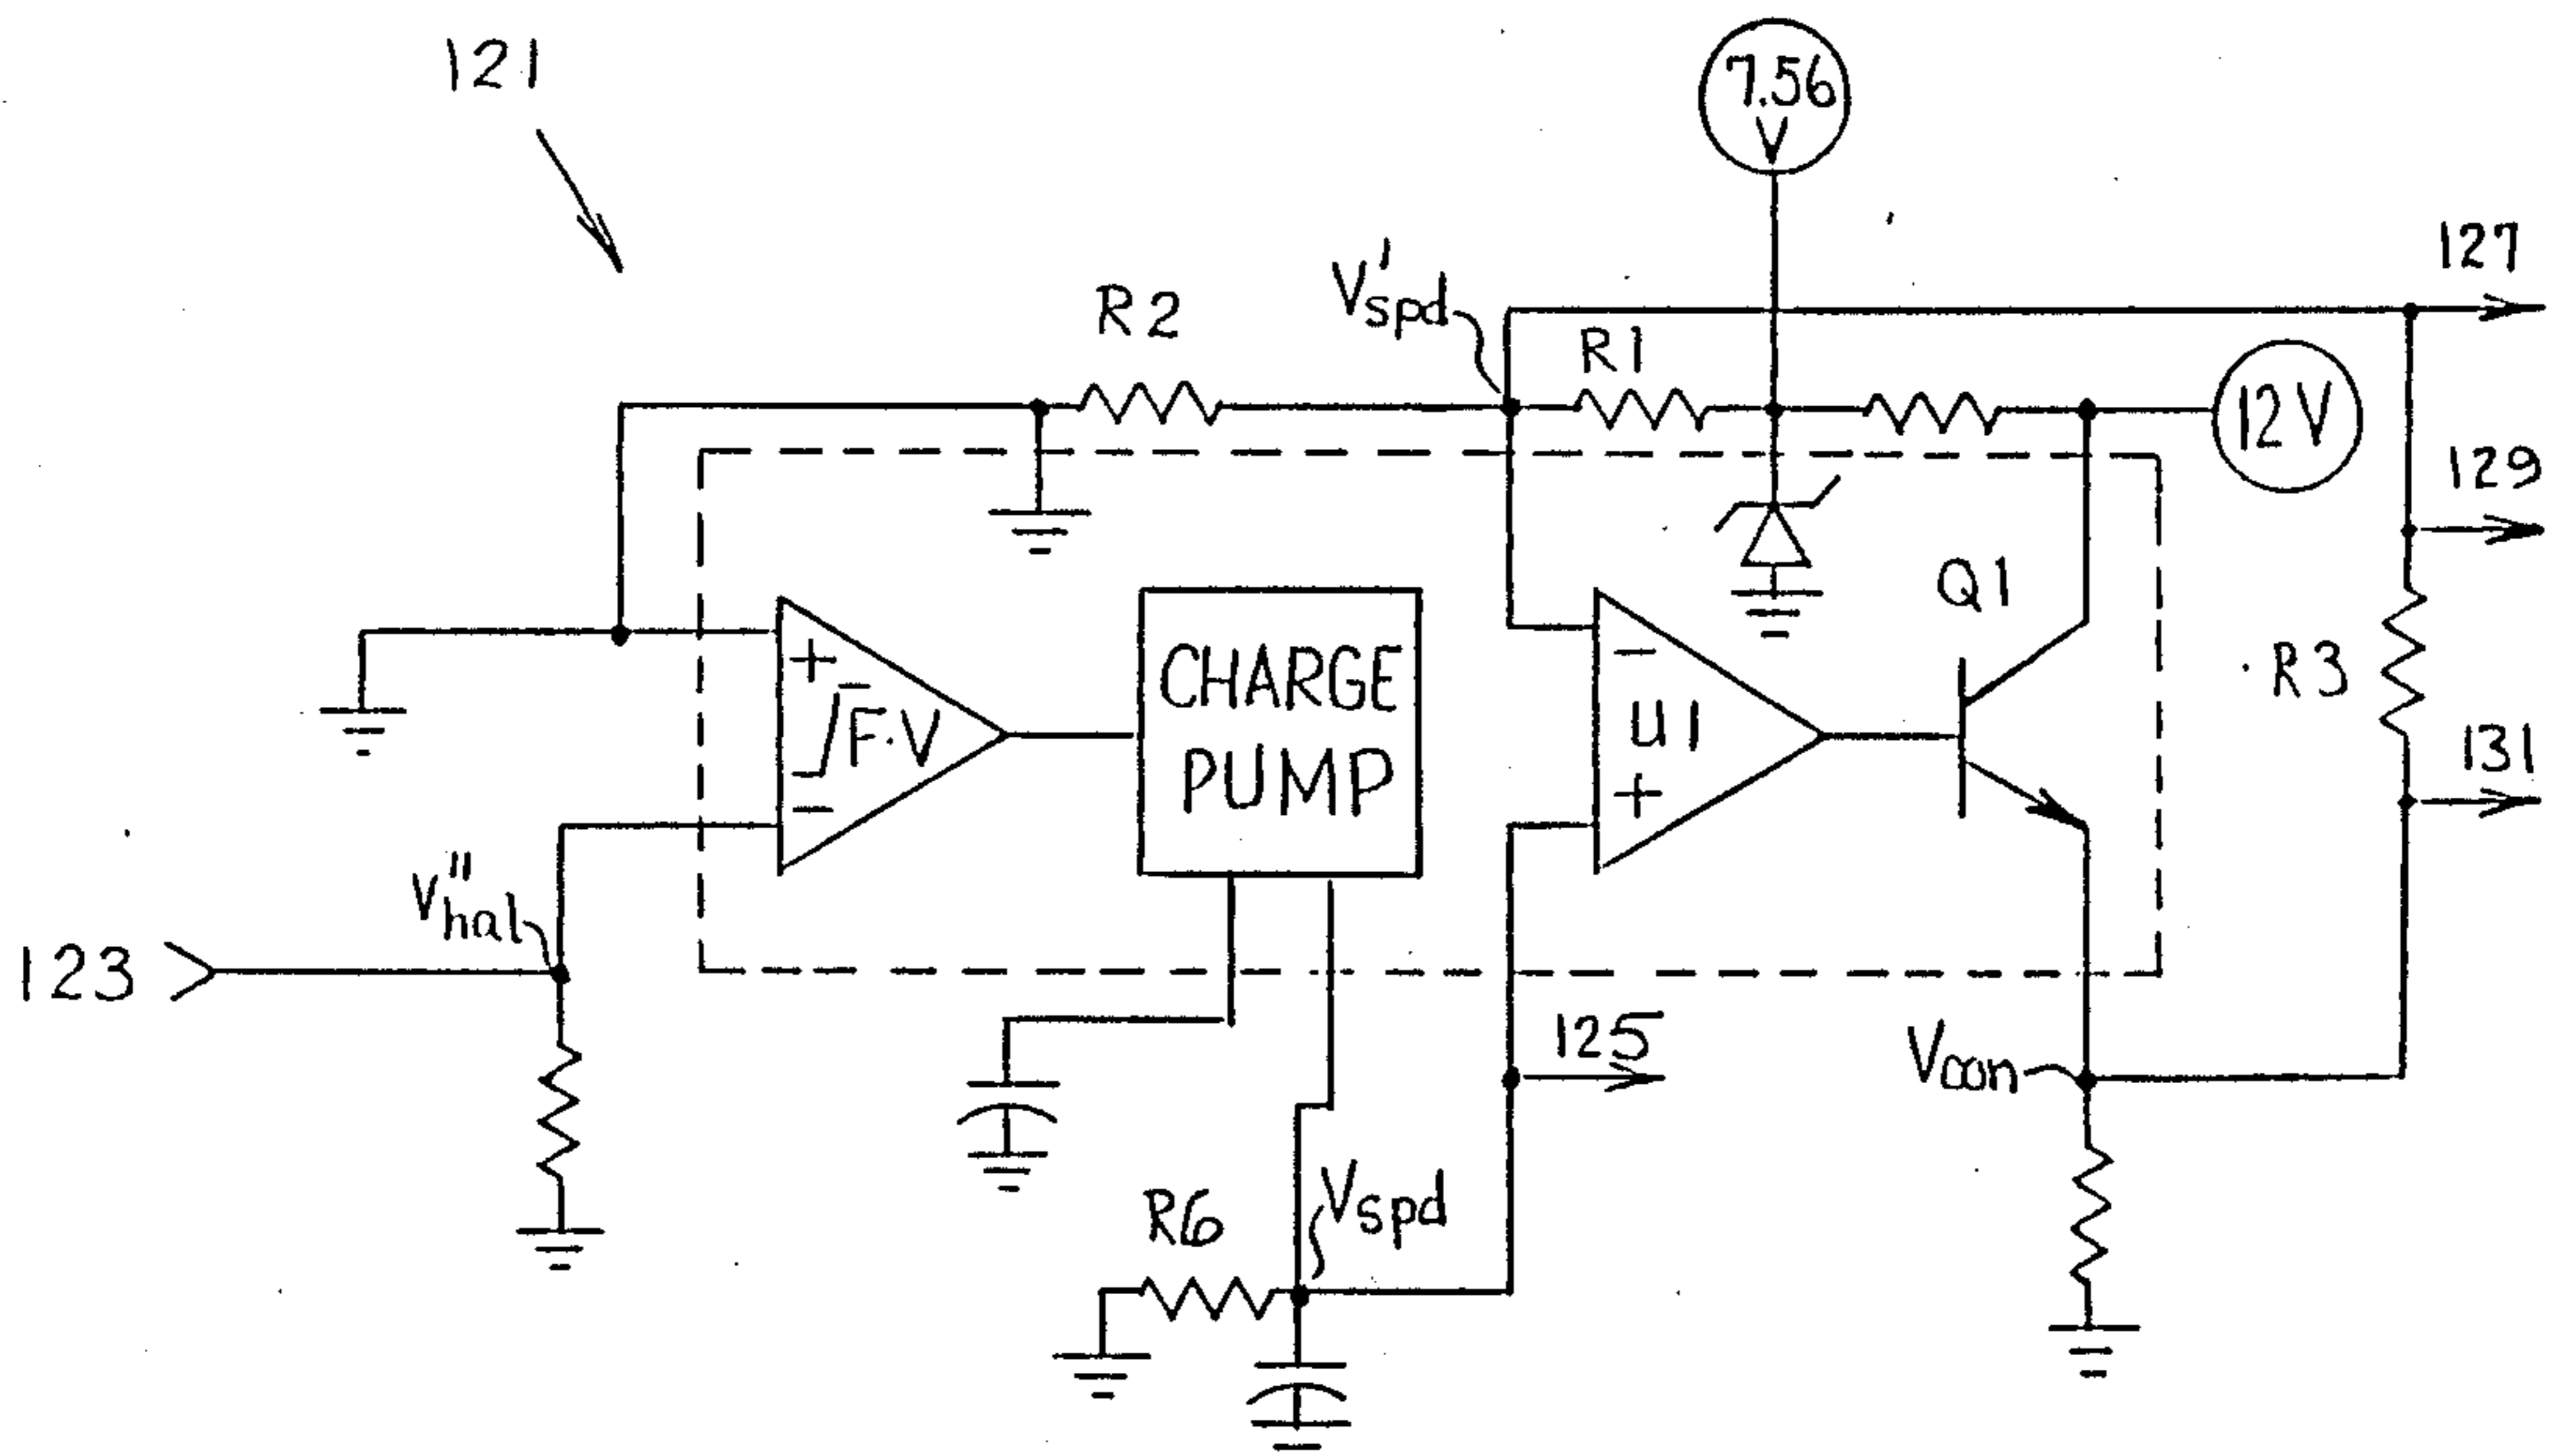 121
7.56
V
127
V'spd
R2
R1
12V
129
Q1
+
F·V
−
CHARGE
PUMP
−
U1
+
R3
131
V"hal
123
125
Vcon
R6
Vspd